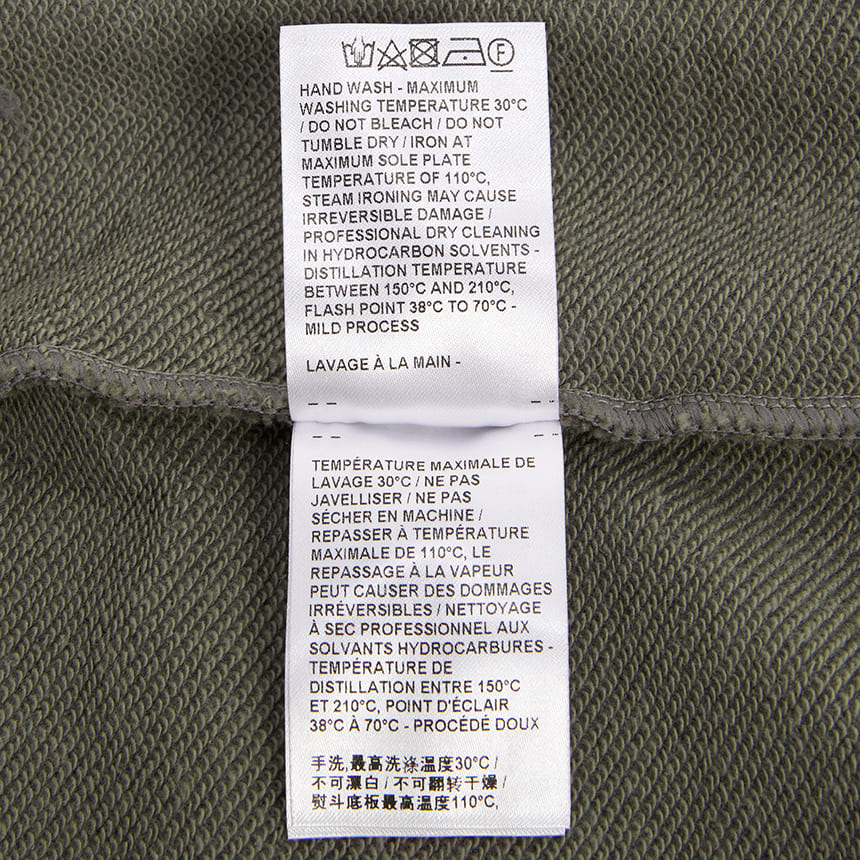 F
HAND WASH - MAXIMUM
WASHING TEMPERATURE 30°C
/ DO NOT BLEACH / DO NOT
TUMBLE DRY / IRON AT
MAXIMUM SOLE PLATE
TEMPERATURE OF 110°C,
STEAM IRONING MAY CAUSE
IRREVERSIBLE DAMAGE /
PROFESSIONAL DRY CLEANING
IN HYDROCARBON SOLVENTS -
DISTILLATION TEMPERATURE
BETWEEN 150°C AND 210°C,
FLASH POINT 38°C TO 70°C -
MILD PROCESS
LAVAGE À LA MAIN -
TEMPÉRATURE MAXIMALE DE
LAVAGE 30°C / NE PAS
JAVELLISER / NE PAS
SÉCHER EN MACHINE /
REPASSER À TEMPÉRATURE
MAXIMALE DE 110°C, LE
REPASSAGE À LA VAPEUR
PEUT CAUSER DES DOMMAGES
IRRÉVERSIBLES / NETTOYAGE
À SEC PROFESSIONNEL AUX
SOLVANTS HYDROCARBURES -
TEMPÉRATURE DE
DISTILLATION ENTRE 150°C
ET 210°C, POINT D'ÉCLAIR
38°C À 70°C - PROCÉDÉ DOUX
手洗,最高洗涤温度30°C /
不可漂白 / 不可翻转干燥 /
熨斗底板最高温度110°C,